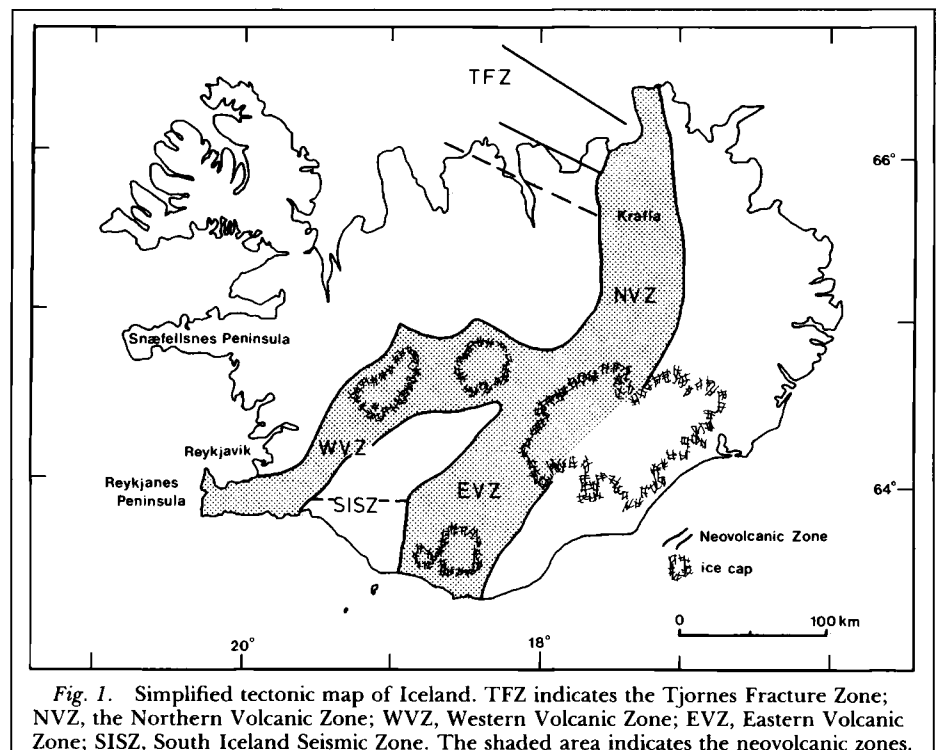 TFZ
66°
Krafla
NVZ
Snæfellsnes Peninsula
WVZ
Reykjavik
Reykjanes
Peninsula
SISZ
EVZ
64°
Neovolcanic Zone
ice cap
0 100 km
20° 18°
Fig. 1. Simplified tectonic map of Iceland. TFZ indicates the Tjornes Fracture Zone;
NVZ, the Northern Volcanic Zone; WVZ, Western Volcanic Zone; EVZ, Eastern Volcanic
Zone; SISZ, South Iceland Seismic Zone. The shaded area indicates the neovolcanic zones.